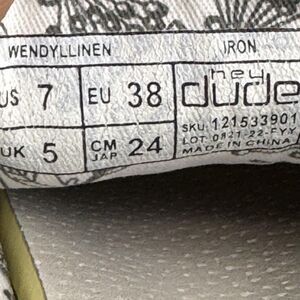 WENDYLLINEN IRON
US 7 EU 38 hey dude
UK 5 CM JAP 24 SKU: 121533901
LOT: 0821-22-FYY
MADE IN CHINA